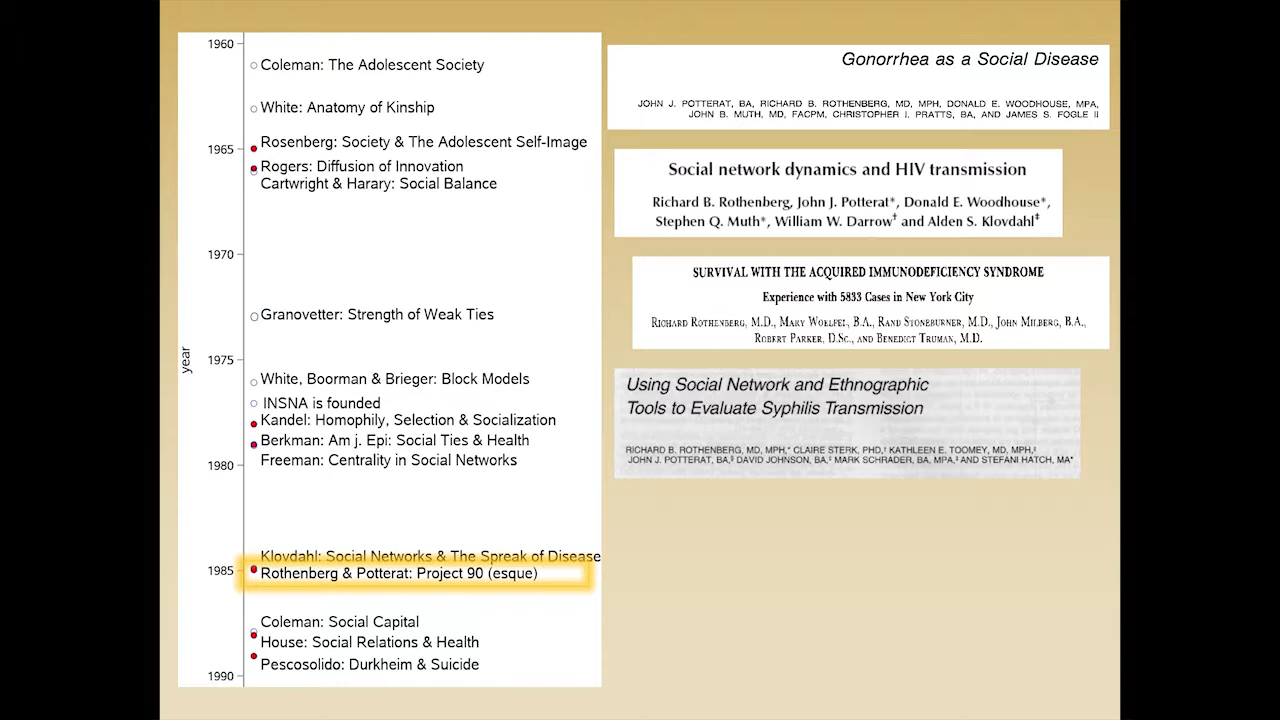 1960
Coleman: The Adolescent Society
White: Anatomy of Kinship
Rosenberg: Society & The Adolescent Self-Image
1965
Rogers: Diffusion of Innovation
Cartwright & Harary: Social Balance
1970
Granovetter: Strength of Weak Ties
year
1975
White, Boorman & Brieger: Block Models
INSNA is founded
Kandel: Homophily, Selection & Socialization
Berkman: Am j. Epi: Social Ties & Health
1980
Freeman: Centrality in Social Networks
Klovdahl: Social Networks & The Spreak of Disease
1985
Rothenberg & Potterat: Project 90 (esque)
Coleman: Social Capital
House: Social Relations & Health
Pescosolido: Durkheim & Suicide
1990
Gonorrhea as a Social Disease
JOHN J. POTTERAT, BA, RICHARD B. ROTHENBERG, MD, MPH, DONALD E. WOODHOUSE, MPA,
JOHN B. MUTH, MD, FACPM, CHRISTOPHER I. PRATTS, BA, AND JAMES S. FOGLE II
Social network dynamics and HIV transmission
Richard B. Rothenberg, John J. Potterat*, Donald E. Woodhouse*,
Stephen Q. Muth*, William W. Darrow† and Alden S. Klovdahl‡
SURVIVAL WITH THE ACQUIRED IMMUNODEFICIENCY SYNDROME
Experience with 5833 Cases in New York City
RICHARD ROTHENBERG, M.D., MARY WOELFEL, B.A., RAND STONEBURNER, M.D., JOHN MILBERG, B.A.,
ROBERT PARKER, D.SC., AND BENEDICT TRUMAN, M.D.
Using Social Network and Ethnographic
Tools to Evaluate Syphilis Transmission
RICHARD B. ROTHENBERG, MD, MPH,* CLAIRE STERK, PHD,† KATHLEEN E. TOOMEY, MD, MPH,‡
JOHN J. POTTERAT, BA,§ DAVID JOHNSON, BA,‡ MARK SCHRADER, BA, MPA,‡ AND STEFANI HATCH, MA*